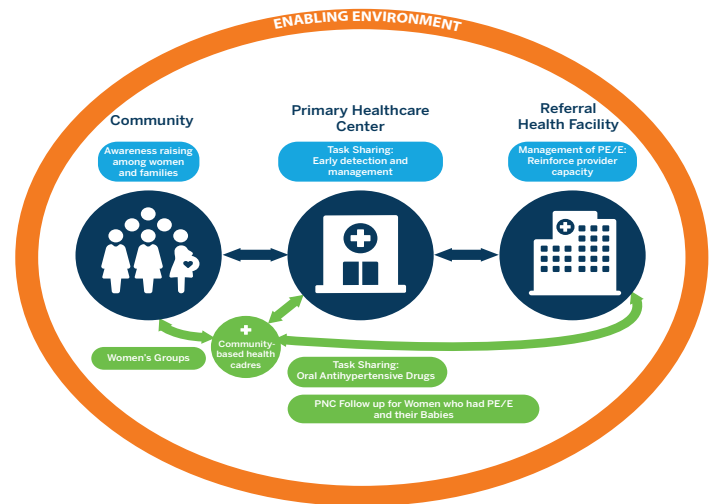 ENABLING ENVIRONMENT
Community
Primary Healthcare
Center
Referral
Health Facility
Awareness raising
among women
and families
Task Sharing:
Early detection and
management
Management of PE/E:
Reinforce provider
capacity
Women's Groups
Community-
based health
cadres
Task Sharing:
Oral Antihypertensive Drugs
PNC Follow up for Women who had PE/E
and their Babies